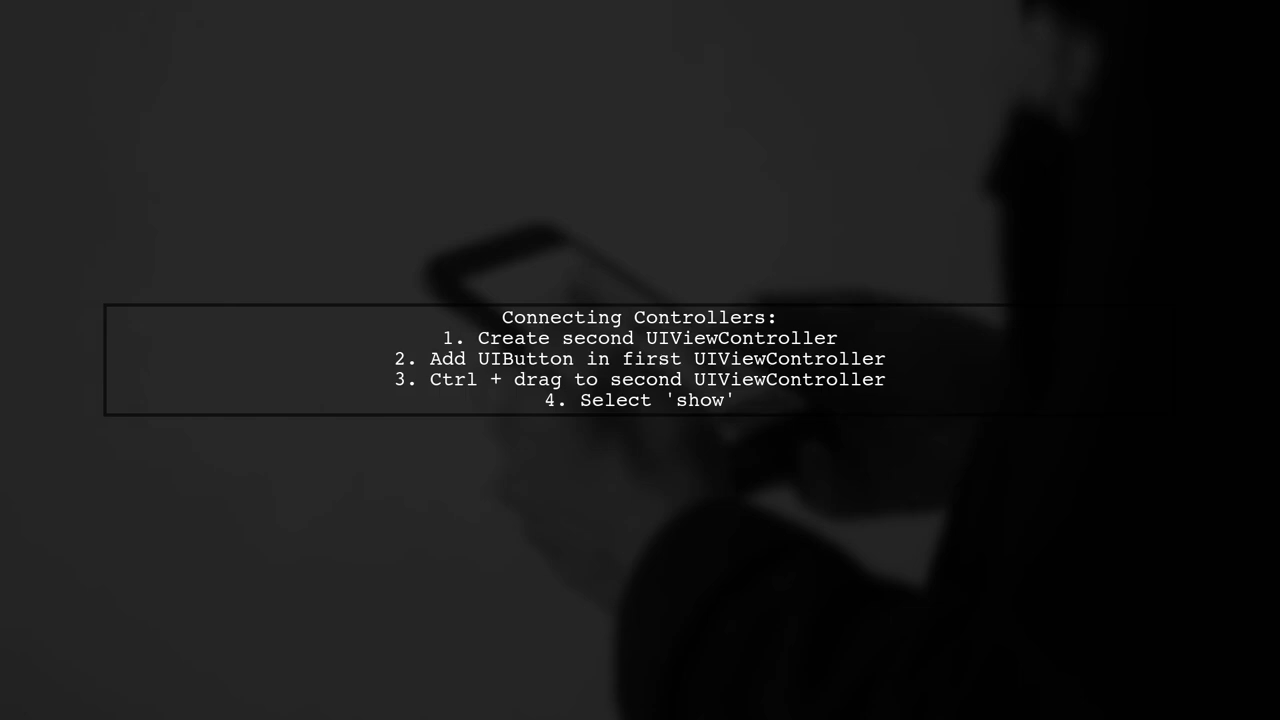 Connecting Controllers:
1. Create second UIViewController
2. Add UIButton in first UIViewController
3. Ctrl + drag to second UIViewController
4. Select 'show'